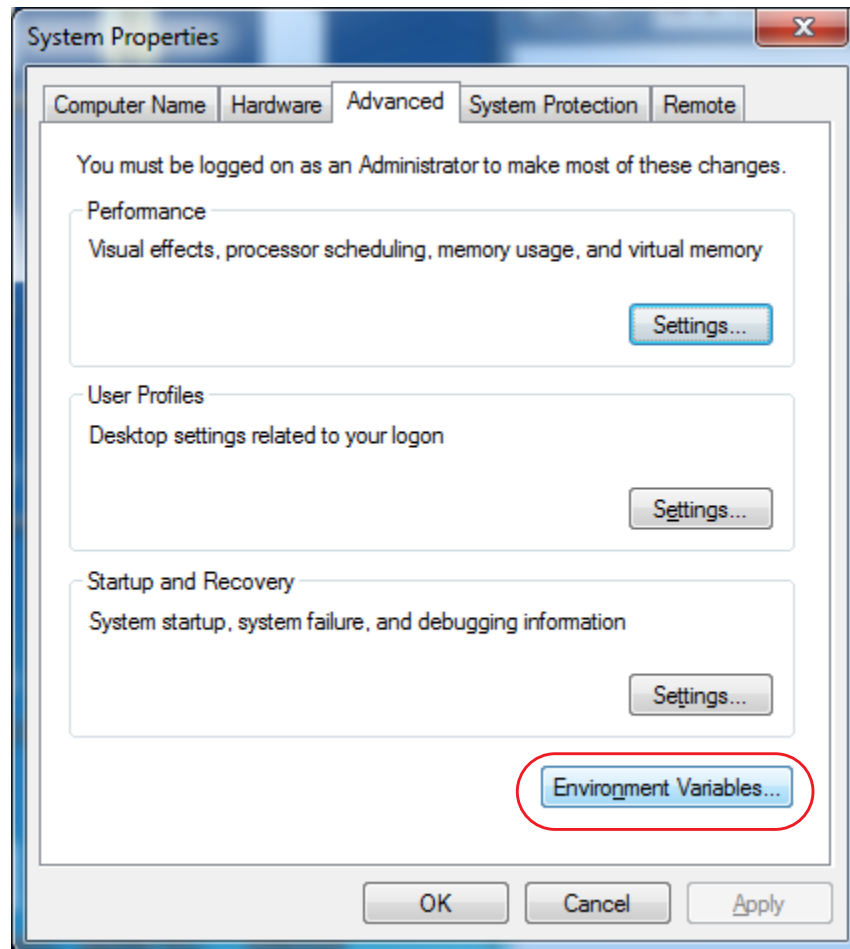 System Properties
Computer Name Hardware Advanced System Protection Remote
You must be logged on as an Administrator to make most of these changes.
Performance
Visual effects, processor scheduling, memory usage, and virtual memory
Settings...
User Profiles
Desktop settings related to your logon
Settings...
Startup and Recovery
System startup, system failure, and debugging information
Settings...
Environment Variables...
OK Cancel Apply